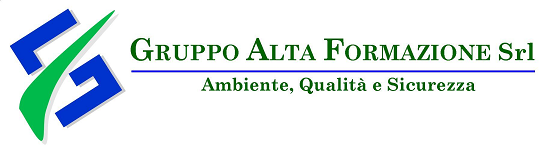 GRUPPO ALTA FORMAZIONE Srl
Ambiente, Qualità e Sicurezza